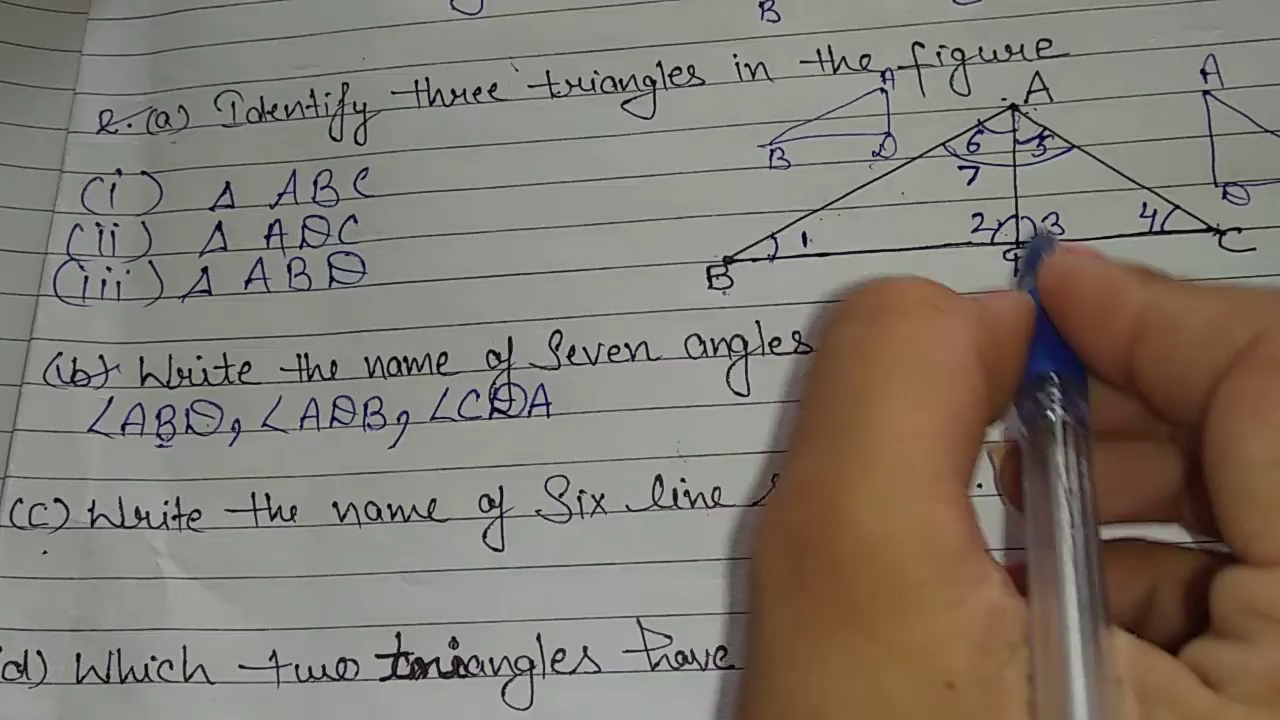 B
2.(a) Identify three triangles in the figure
(i) Δ ABC
(ii) Δ ADC
(iii) Δ ABD
A
B
D
A
6
5
7
1
2
3
4
B
C
A
D
(b) Write the name of Seven angles
∠ABD, ∠ADB, ∠CDA
(c) Write the name of Six line
(d) Which two triangles have